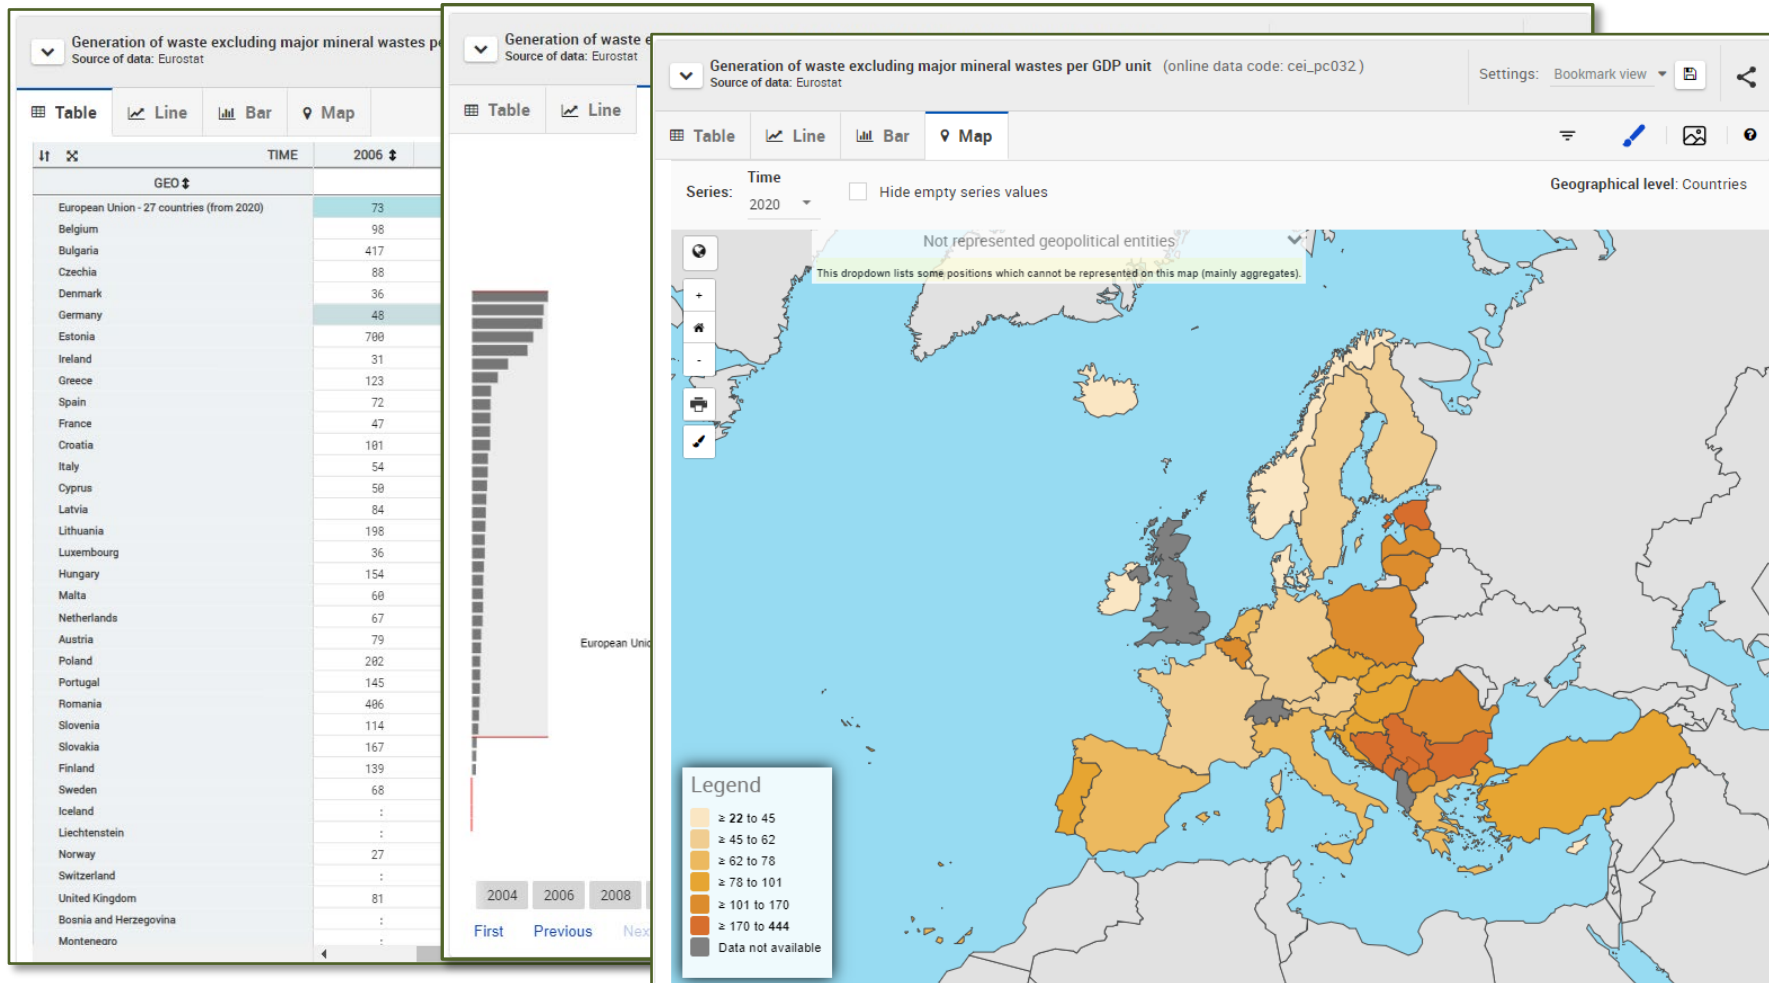 Generation of waste excluding major mineral wastes pe
Source of data: Eurostat
Table Line Bar Map
TIME 2006
GEO
European Union - 27 countries (from 2020) 73
Belgium 98
Bulgaria 417
Czechia 88
Denmark 36
Germany 48
Estonia 700
Ireland 31
Greece 123
Spain 72
France 47
Croatia 101
Italy 54
Cyprus 50
Latvia 84
Lithuania 198
Luxembourg 36
Hungary 154
Malta 60
Netherlands 67
Austria 79
Poland 202
Portugal 145
Romania 406
Slovenia 114
Slovakia 167
Finland 139
Sweden 68
Iceland :
Liechtenstein :
Norway 27
Switzerland :
United Kingdom 81
Bosnia and Herzegovina :
Montenegro :
Generation of waste e
Source of data: Eurostat
Table Line
European Unio
2004 2006 2008
First Previous Nex
Generation of waste excluding major mineral wastes per GDP unit (online data code: cei_pc032 )
Source of data: Eurostat
Settings: Bookmark view
Table Line Bar Map
Series: Time
2020
Hide empty series values
Geographical level: Countries
Not represented geopolitical entities
This dropdown lists some positions which cannot be represented on this map (mainly aggregates).
+
-
Legend
≥ 22 to 45
≥ 45 to 62
≥ 62 to 78
≥ 78 to 101
≥ 101 to 170
≥ 170 to 444
Data not available